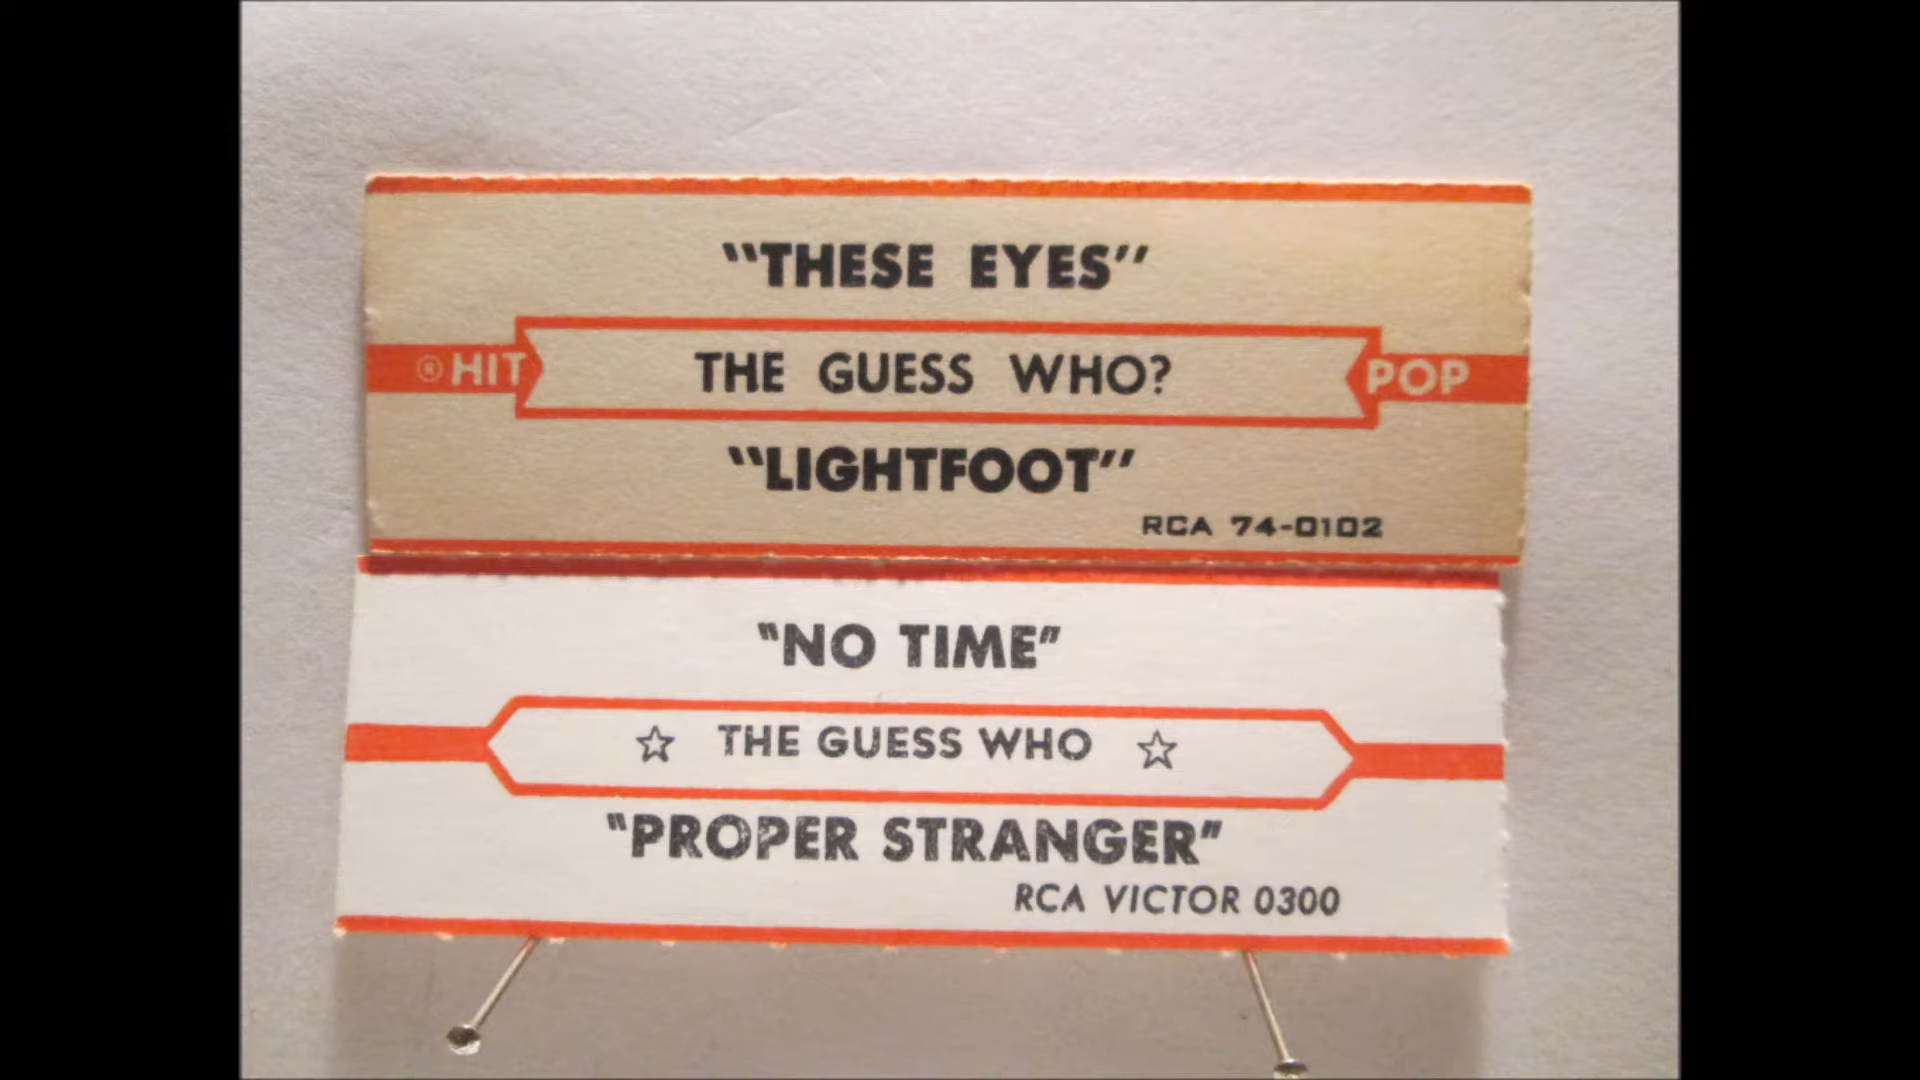 "THESE EYES"
® HIT THE GUESS WHO? POP
"LIGHTFOOT"
RCA 74-0102
"NO TIME"
☆ THE GUESS WHO ☆
"PROPER STRANGER"
RCA VICTOR 0300